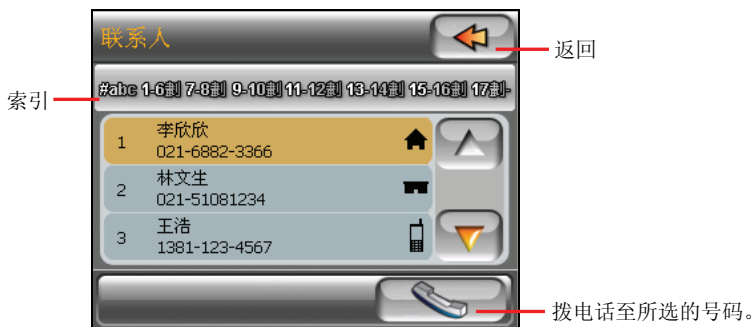 联系人
返回
索引
#abc 1-6劃 7-8劃 9-10劃 11-12劃 13-14劃 15-16劃 17劃-
1 李欣欣
021-6882-3366
2 林文生
021-51081234
3 王浩
1381-123-4567
拨电话至所选的号码。